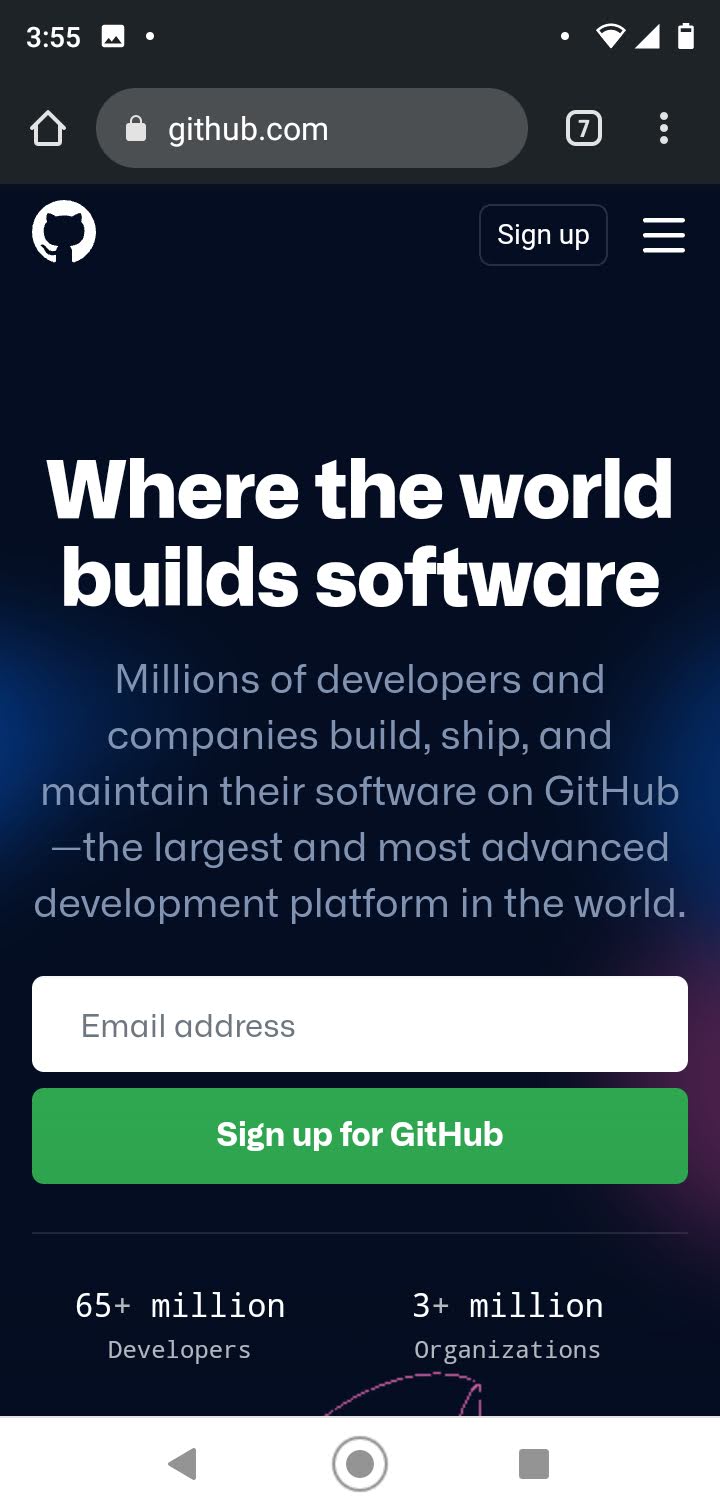 3:55
github.com
7
Sign up
Where the world
builds software
Millions of developers and
companies build, ship, and
maintain their software on GitHub
—the largest and most advanced
development platform in the world.
Email address
Sign up for GitHub
65+ million
Developers
3+ million
Organizations